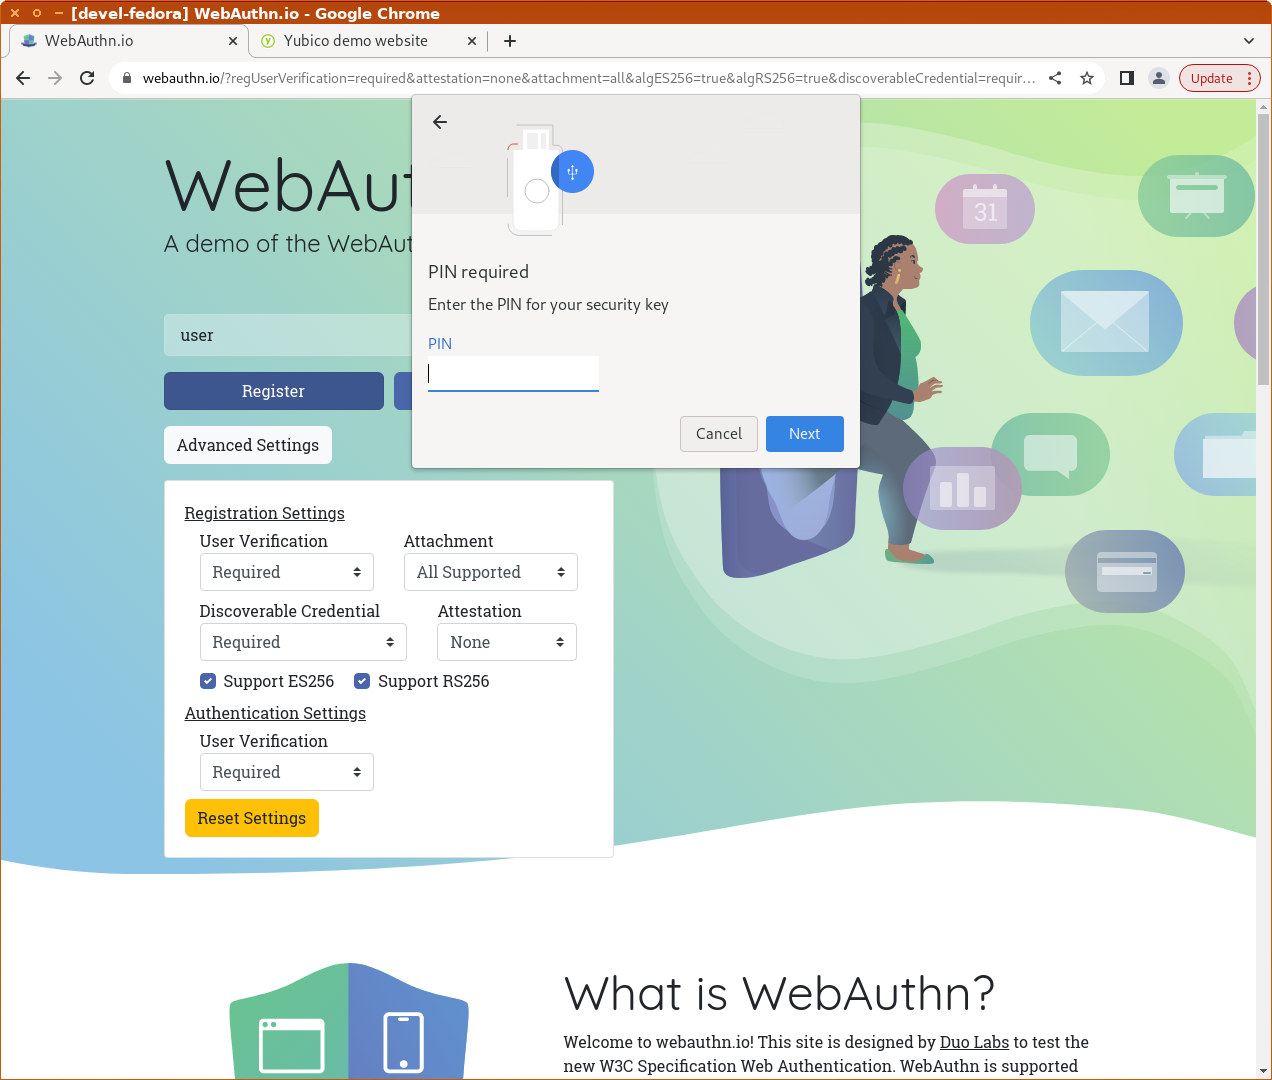 [devel-fedora] WebAuthn.io - Google Chrome
WebAuthn.io
Yubico demo website
webauthn.io/?regUserVerification=required&attestation=none&attachment=all&algES256=true&algRS256=true&discoverableCredential=requir...
Update
WebAut
A demo of the WebAut
31
PIN required
Enter the PIN for your security key
PIN
Cancel
Next
user
Register
Advanced Settings
Registration Settings
User Verification
Attachment
Required
All Supported
Discoverable Credential
Attestation
Required
None
Support ES256
Support RS256
Authentication Settings
User Verification
Required
Reset Settings
What is WebAuthn?
Welcome to webauthn.io! This site is designed by Duo Labs to test the
new W3C Specification Web Authentication. WebAuthn is supported